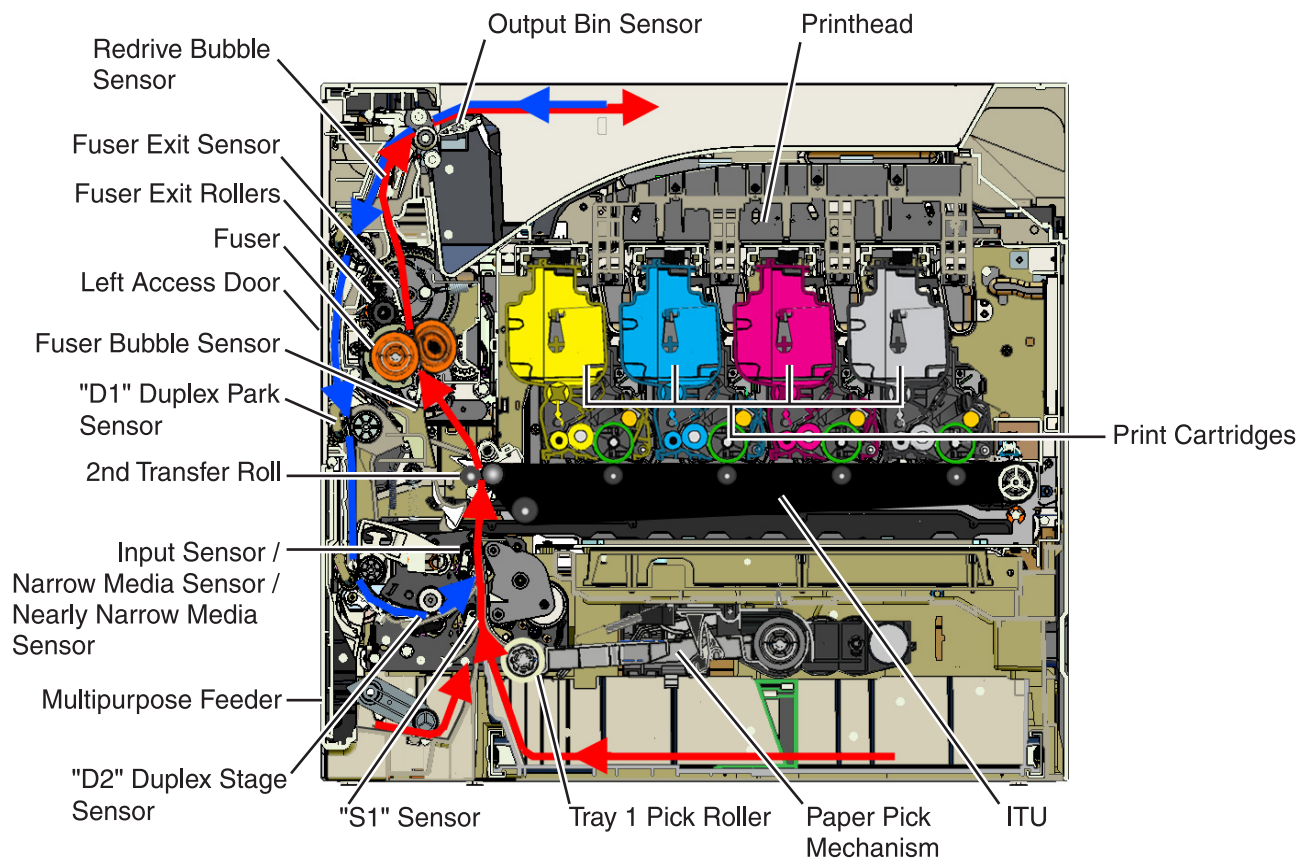 Output Bin Sensor
Printhead
Redrive Bubble
Sensor
Fuser Exit Sensor
Fuser Exit Rollers
Fuser
Left Access Door
Fuser Bubble Sensor
"D1" Duplex Park
Sensor
2nd Transfer Roll
Print Cartridges
Input Sensor /
Narrow Media Sensor /
Nearly Narrow Media
Sensor
Multipurpose Feeder
"D2" Duplex Stage
Sensor
"S1" Sensor
Tray 1 Pick Roller
Paper Pick
Mechanism
ITU